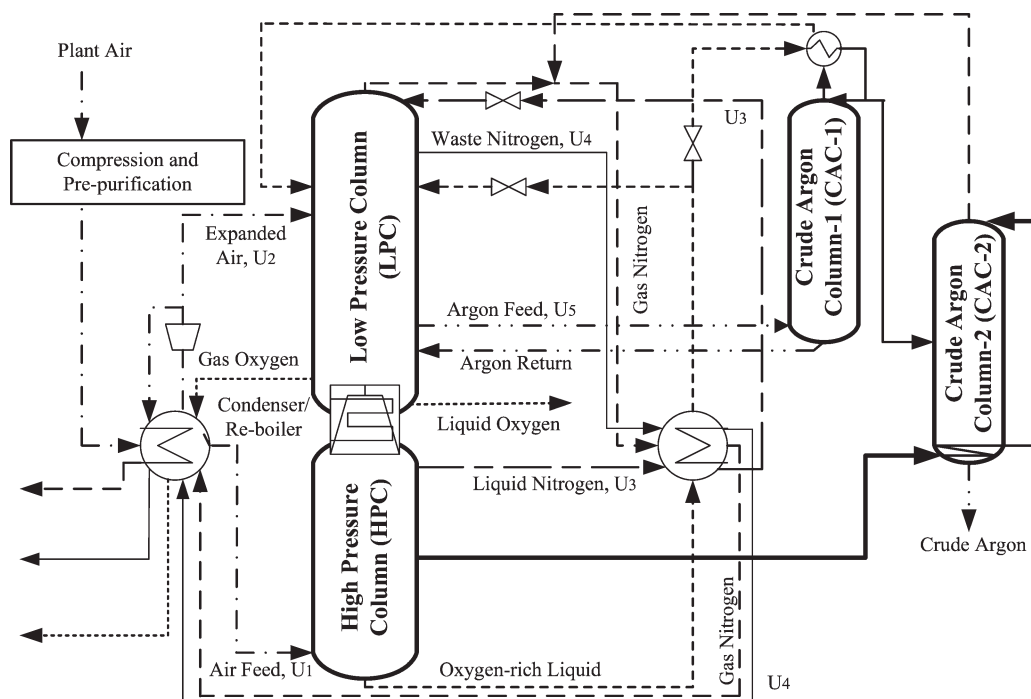 Plant Air
Compression and
Pre-purification
Expanded
Air, U2
Gas Oxygen
Condenser/
Re-boiler
Air Feed, U1
Low Pressure Column
(LPC)
High Pressure
Column (HPC)
Waste Nitrogen, U4
U3
Gas Nitrogen
Argon Feed, U5
Argon Return
Liquid Oxygen
Liquid Nitrogen, U3
Oxygen-rich Liquid
Gas Nitrogen
U4
Crude Argon
Column-1 (CAC-1)
Crude Argon
Column-2 (CAC-2)
Crude Argon